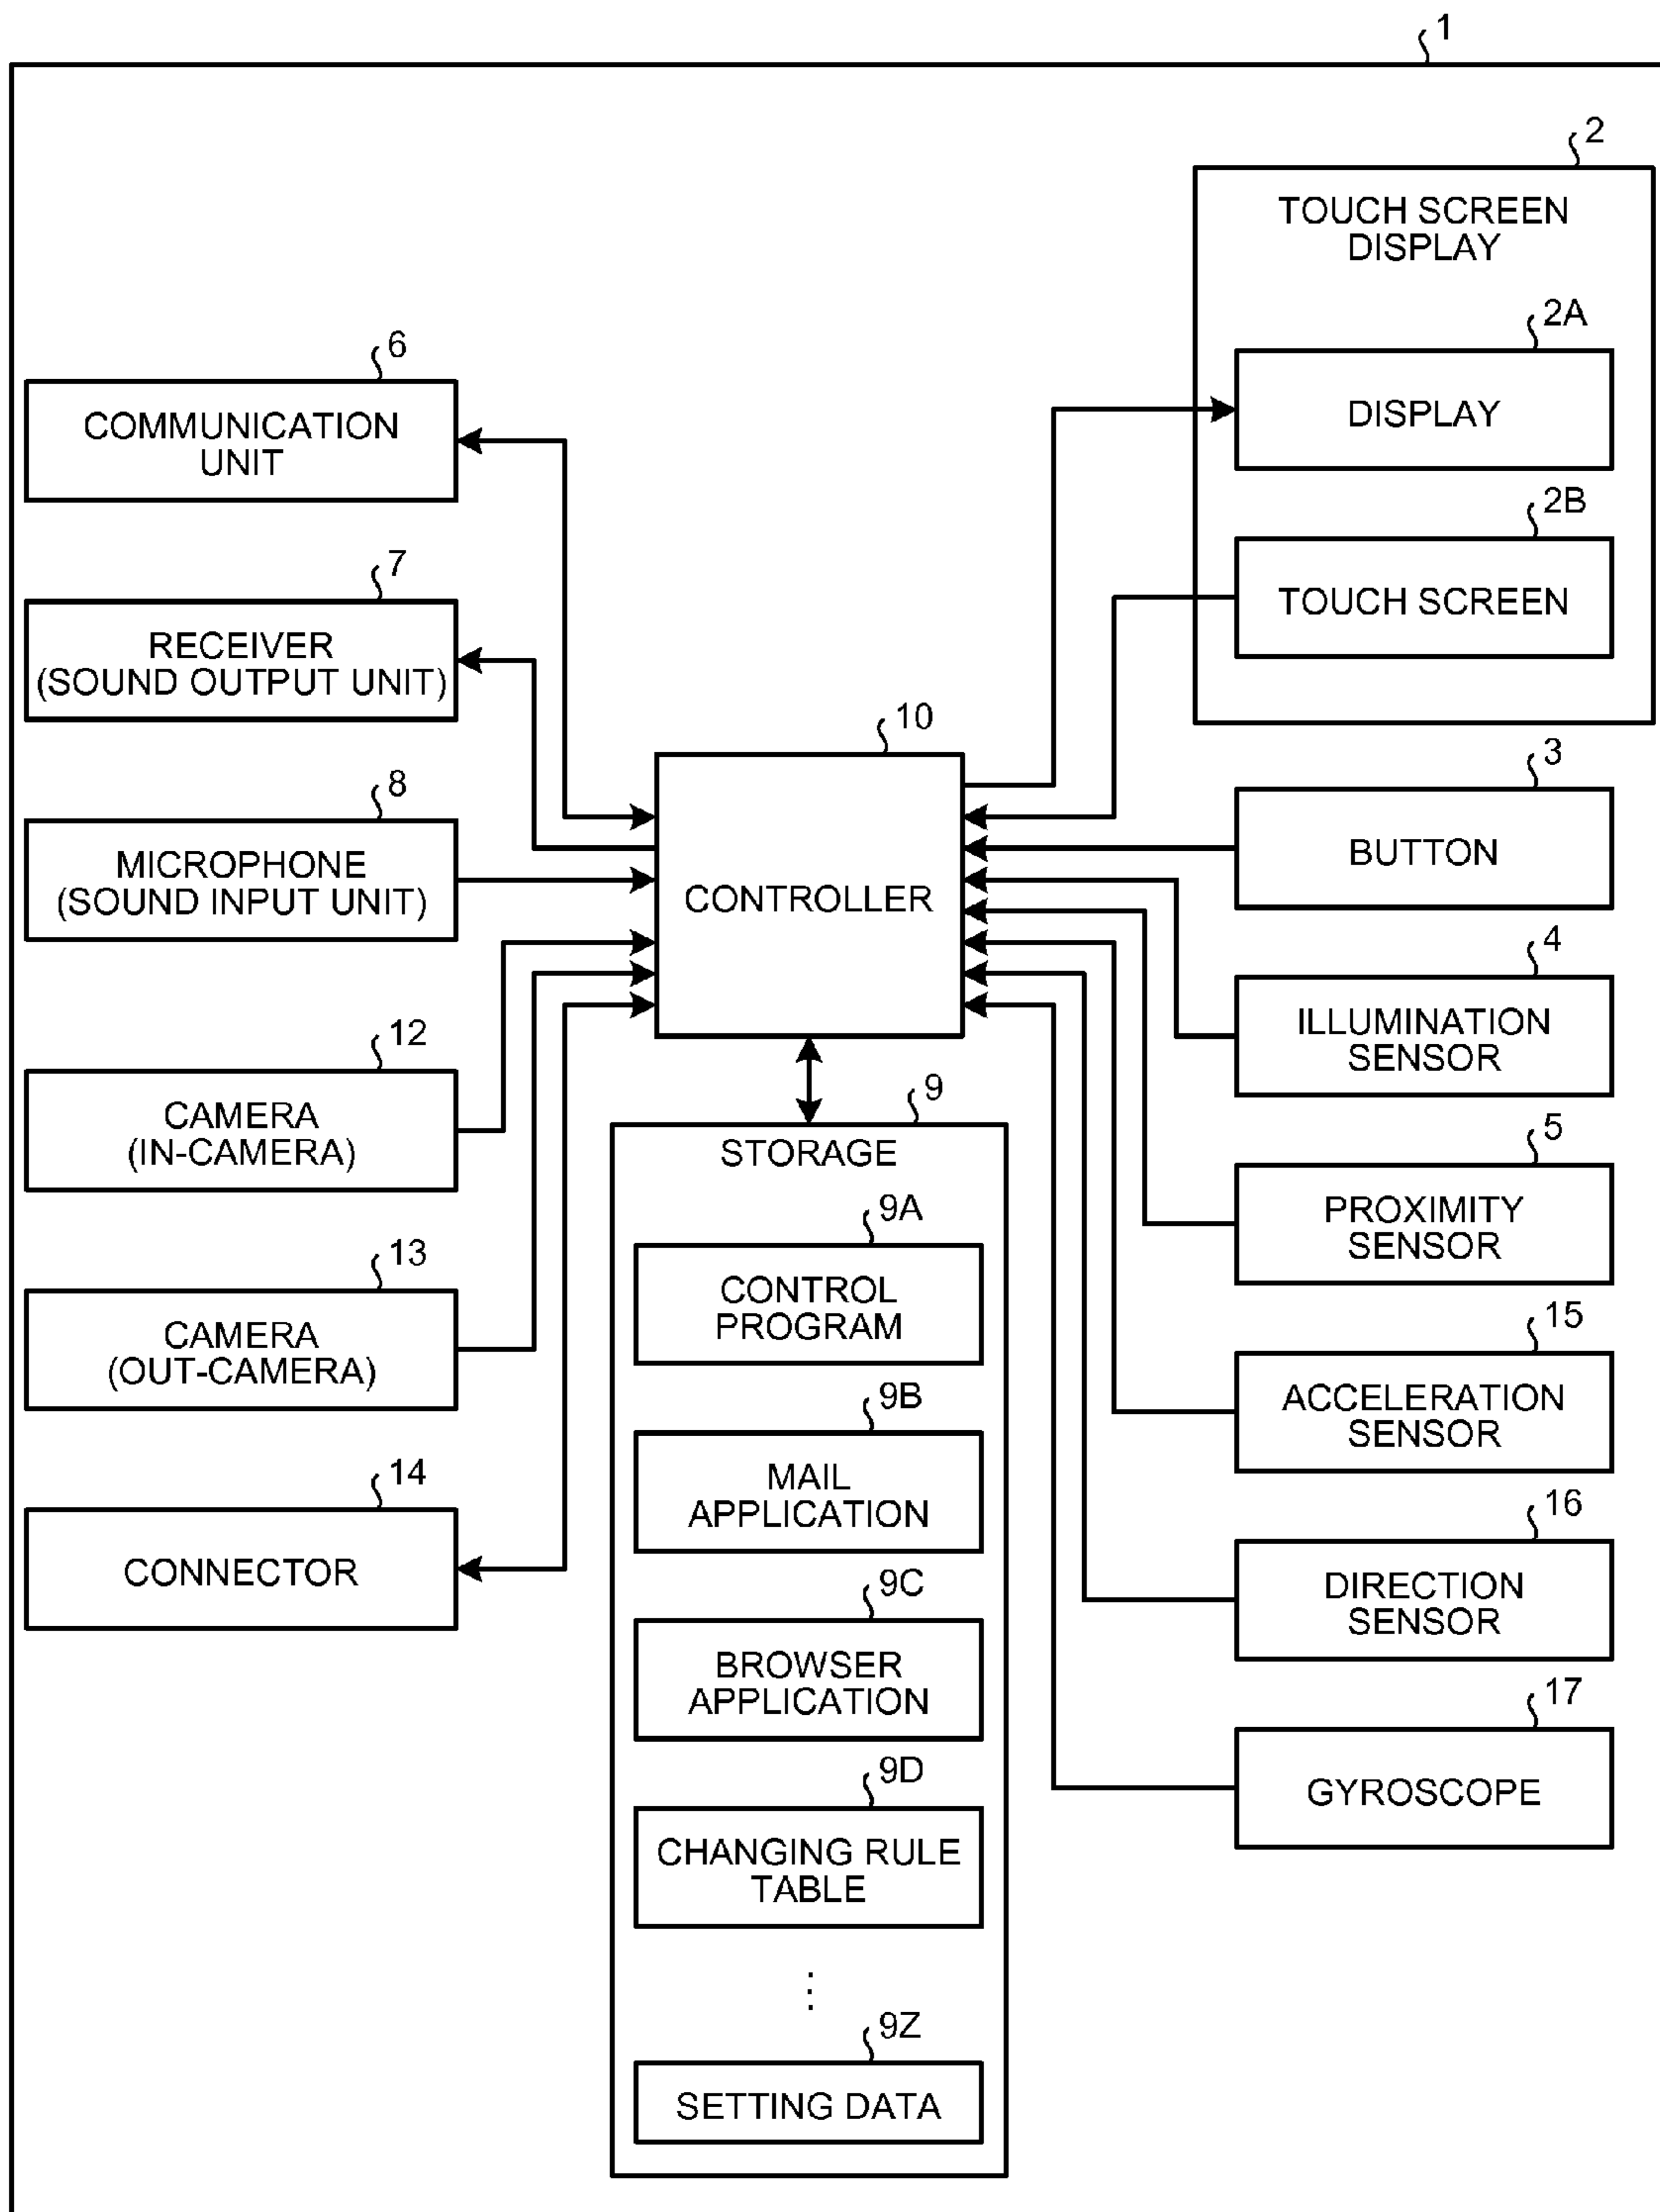 1
2
TOUCH SCREEN
DISPLAY
2A
DISPLAY
2B
TOUCH SCREEN
6
COMMUNICATION
UNIT
7
RECEIVER
(SOUND OUTPUT UNIT)
8
MICROPHONE
(SOUND INPUT UNIT)
12
CAMERA
(IN-CAMERA)
13
CAMERA
(OUT-CAMERA)
14
CONNECTOR
10
CONTROLLER
9
STORAGE
9A
CONTROL
PROGRAM
9B
MAIL
APPLICATION
9C
BROWSER
APPLICATION
9D
CHANGING RULE
TABLE
⋮
9Z
SETTING DATA
3
BUTTON
4
ILLUMINATION
SENSOR
5
PROXIMITY
SENSOR
15
ACCELERATION
SENSOR
16
DIRECTION
SENSOR
17
GYROSCOPE